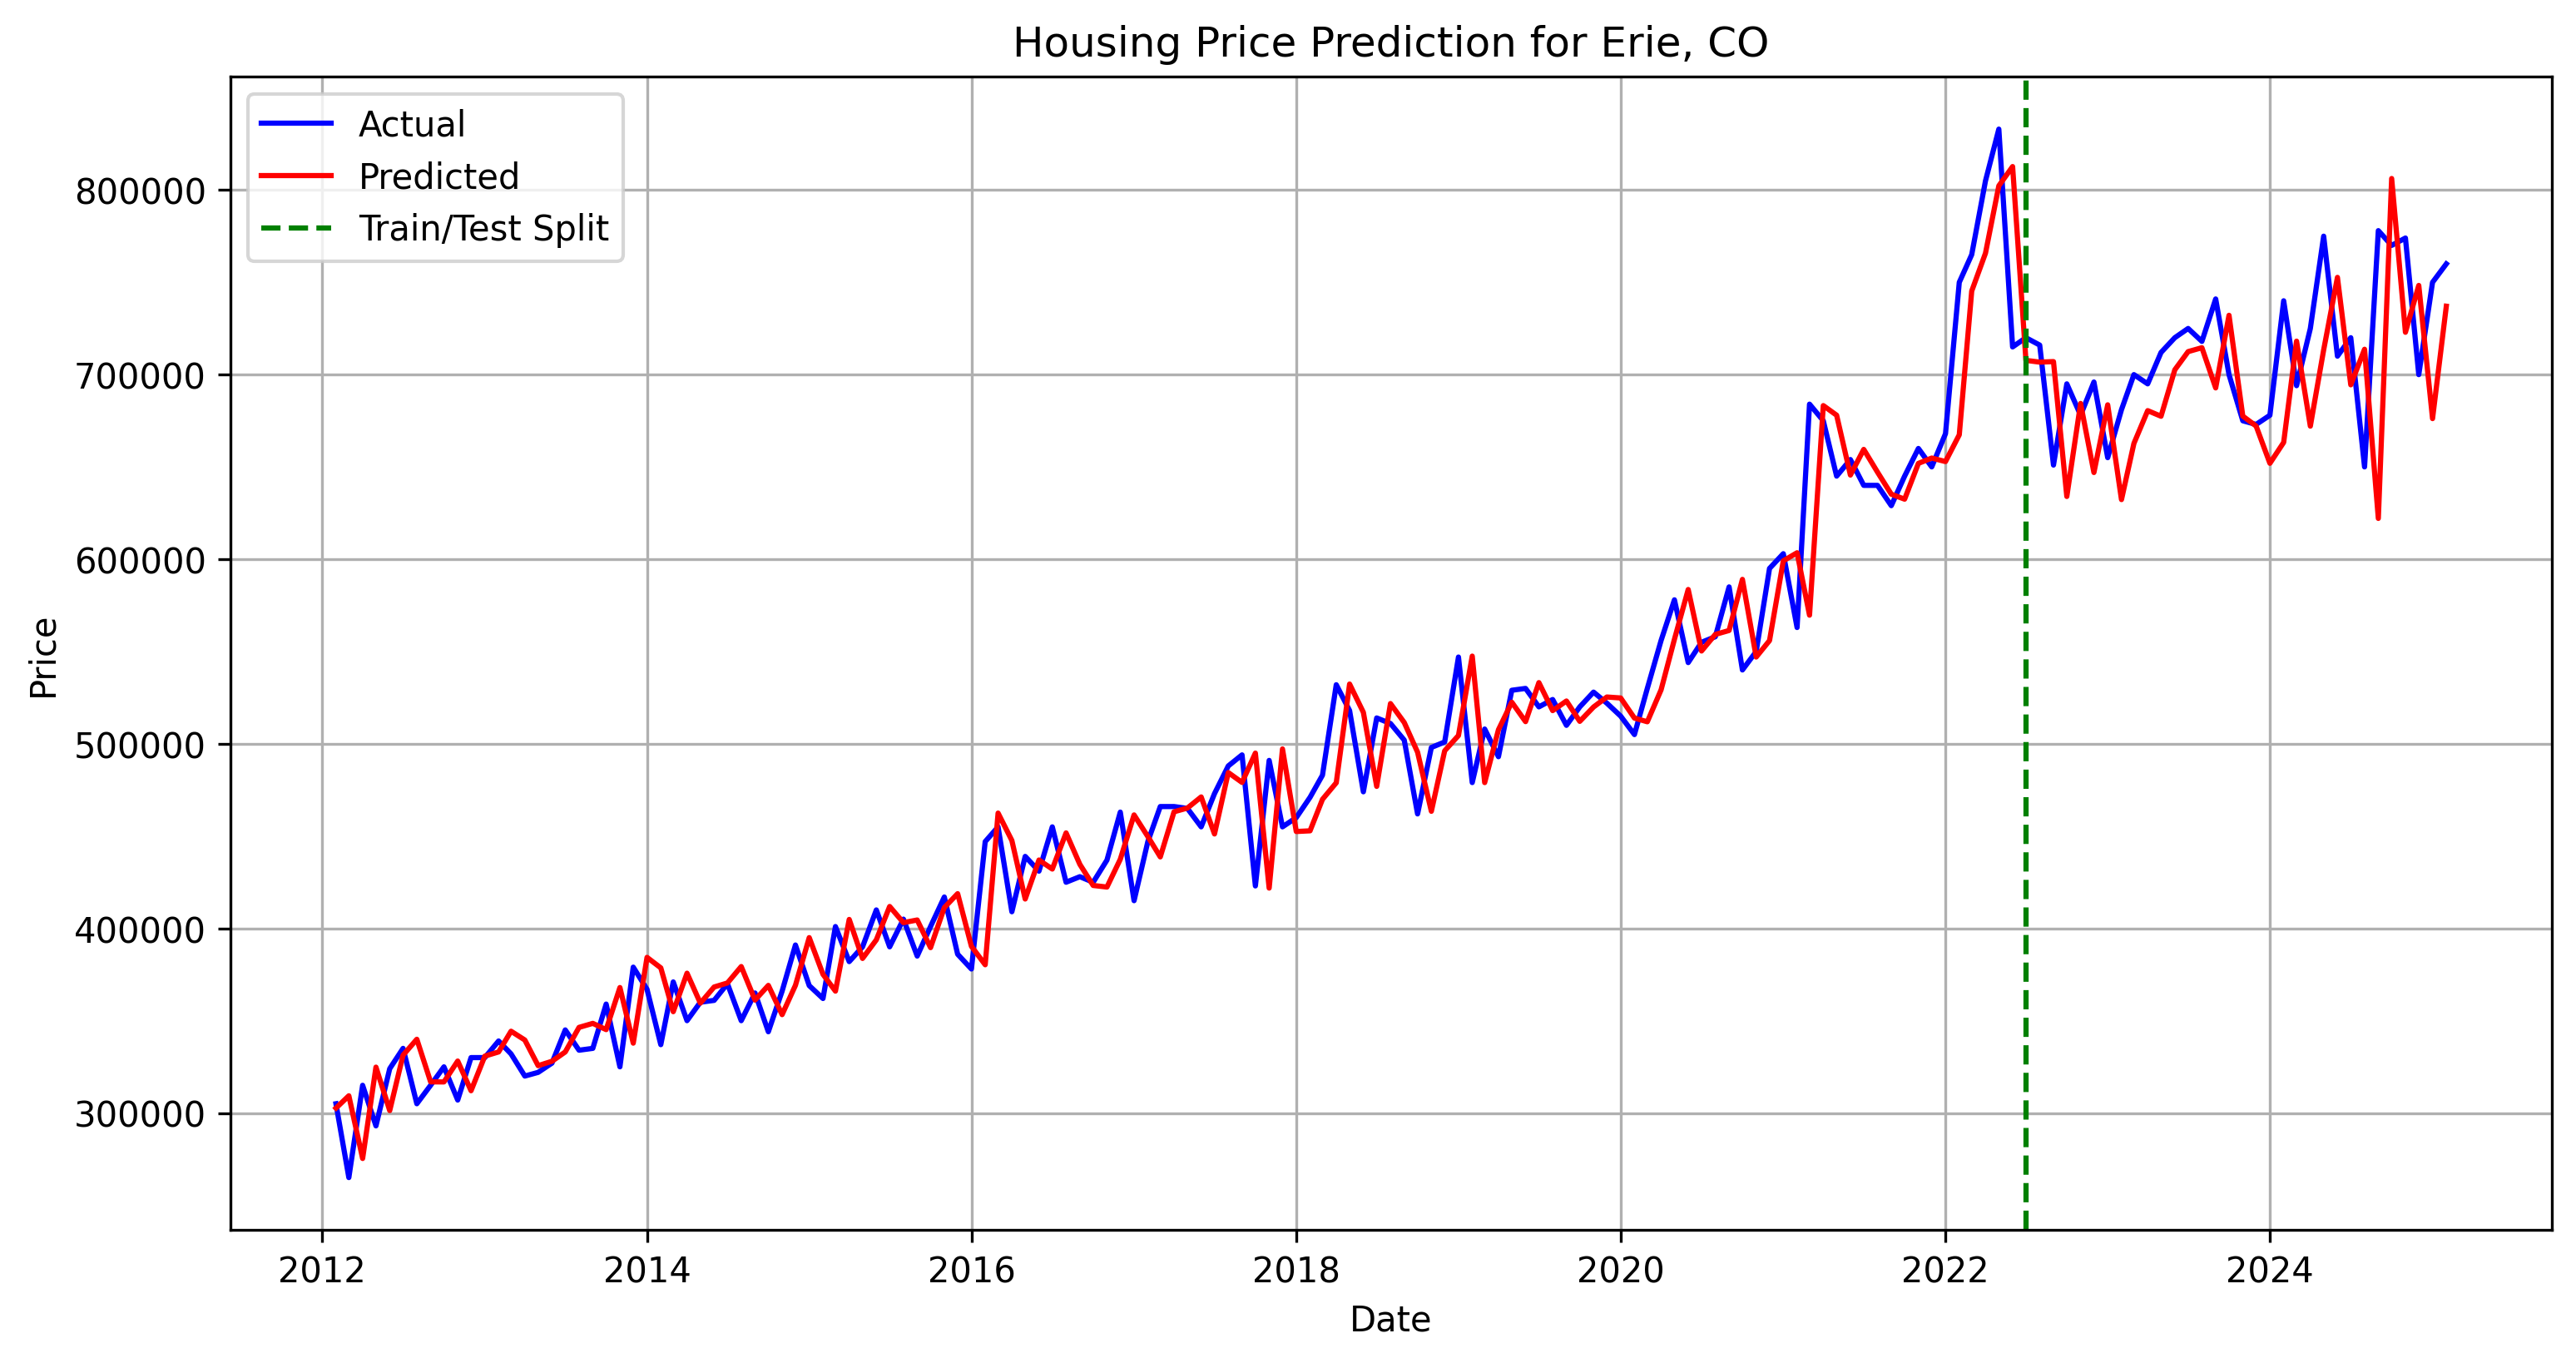 Housing Price Prediction for Erie, CO
Actual
Predicted
Train/Test Split
800000
700000
600000
500000
400000
300000
Price
2012 2014 2016 2018 2020 2022 2024
Date